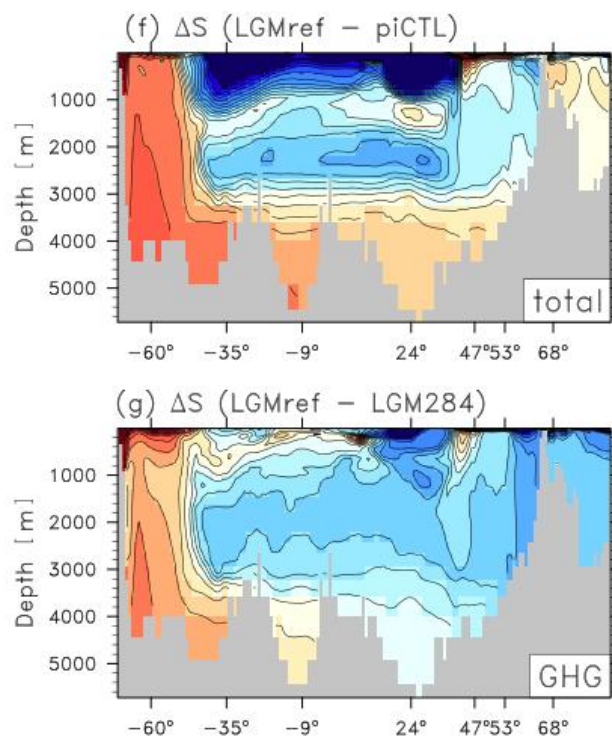 (f) ΔS (LGMref – piCTL)
1000
2000
3000
4000
5000
Depth [m]
total
−60° −35° −9° 24° 47°53° 68°
(g) ΔS (LGMref – LGM284)
1000
2000
3000
4000
5000
Depth [m]
GHG
−60° −35° −9° 24° 47°53° 68°